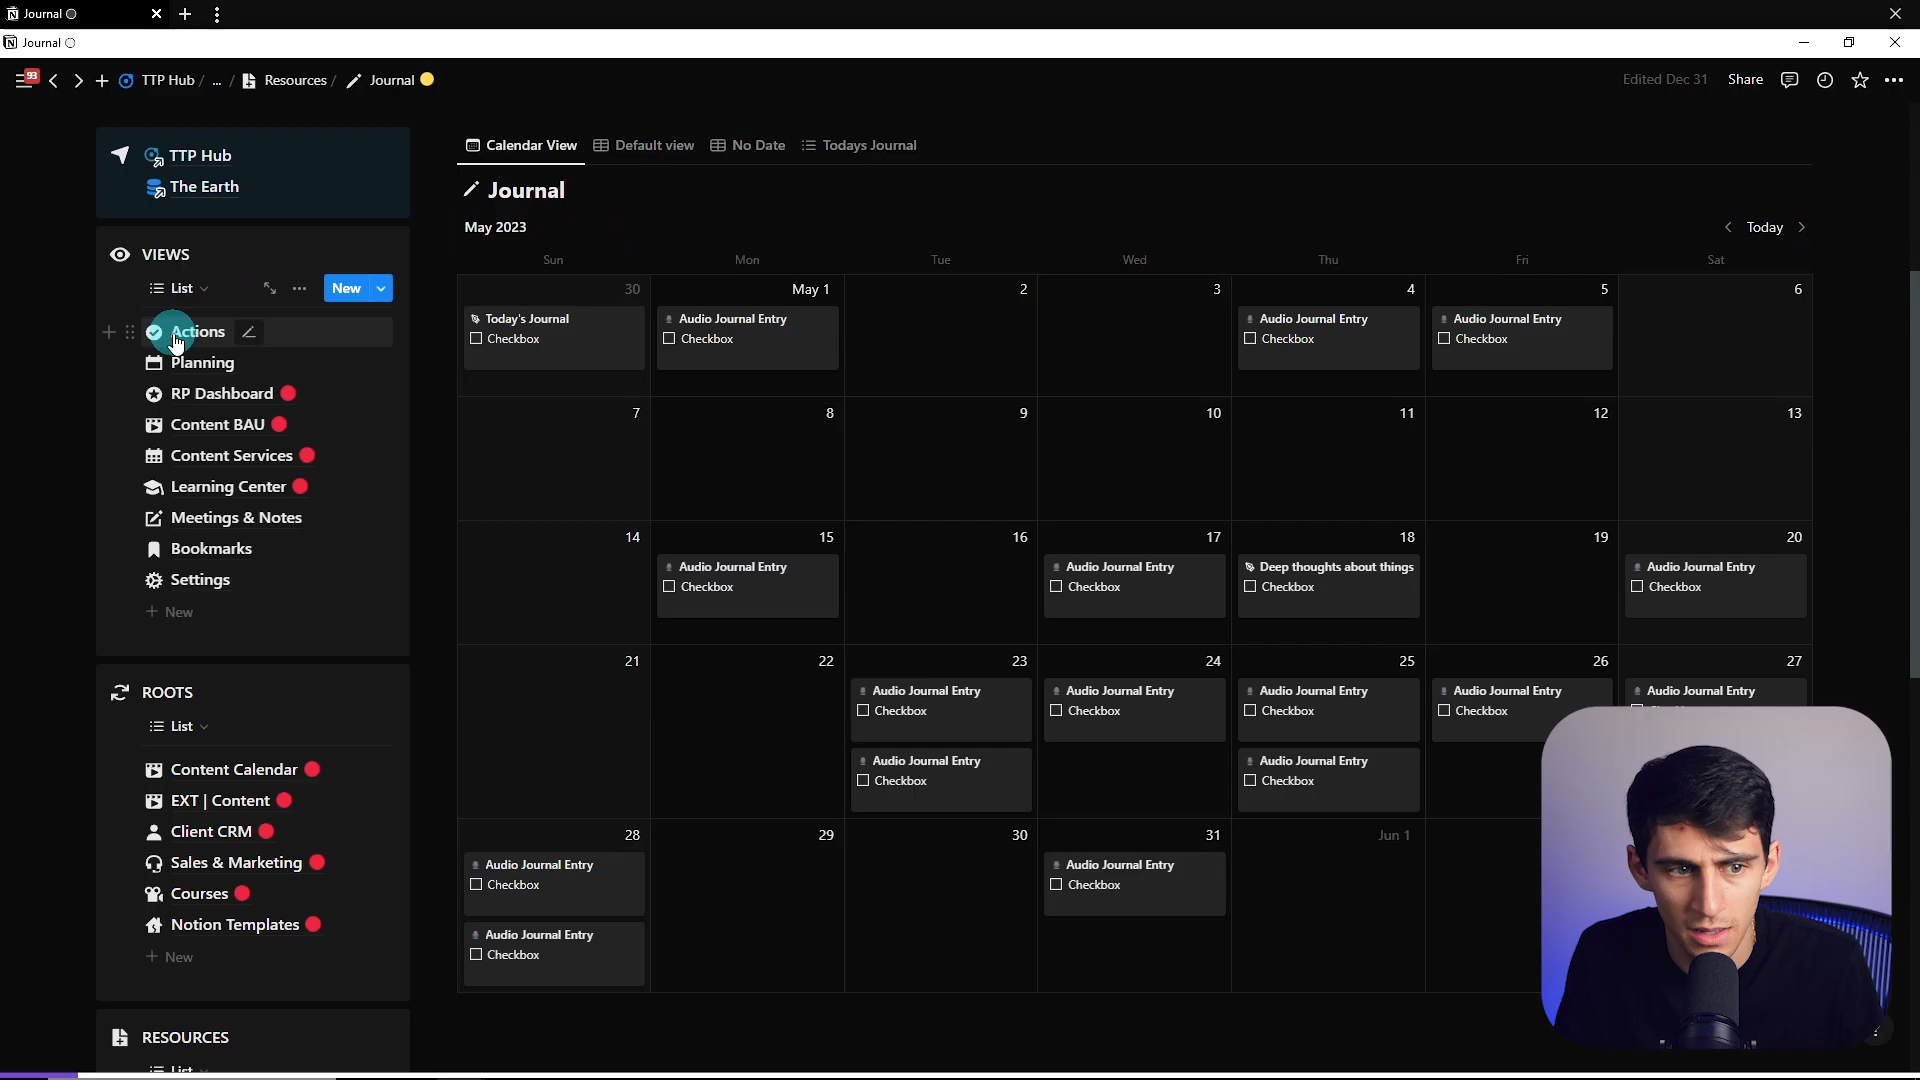 Journal
Journal
93
TTP Hub / ... / Resources / Journal
Edited Dec 31 Share
TTP Hub
The Earth
VIEWS
List
New
Actions
Planning
RP Dashboard
Content BAU
Content Services
Learning Center
Meetings & Notes
Bookmarks
Settings
+ New
ROOTS
List
Content Calendar
EXT | Content
Client CRM
Sales & Marketing
Courses
Notion Templates
+ New
RESOURCES
List
Calendar View Default view No Date Todays Journal
Journal
May 2023 Today
Sun Mon Tue Wed Thu Fri Sat
30 May 1 2 3 4 5 6
Today's Journal Audio Journal Entry Audio Journal Entry Audio Journal Entry
Checkbox Checkbox Checkbox Checkbox
7 8 9 10 11 12 13
14 15 16 17 18 19 20
Audio Journal Entry Audio Journal Entry Deep thoughts about things Audio Journal Entry
Checkbox Checkbox Checkbox Checkbox
21 22 23 24 25 26 27
Audio Journal Entry Audio Journal Entry Audio Journal Entry Audio Journal Entry Audio Journal Entry
Checkbox Checkbox Checkbox Checkbox
Audio Journal Entry Audio Journal Entry
Checkbox Checkbox
28 29 30 31 Jun 1
Audio Journal Entry Audio Journal Entry
Checkbox Checkbox
Audio Journal Entry
Checkbox